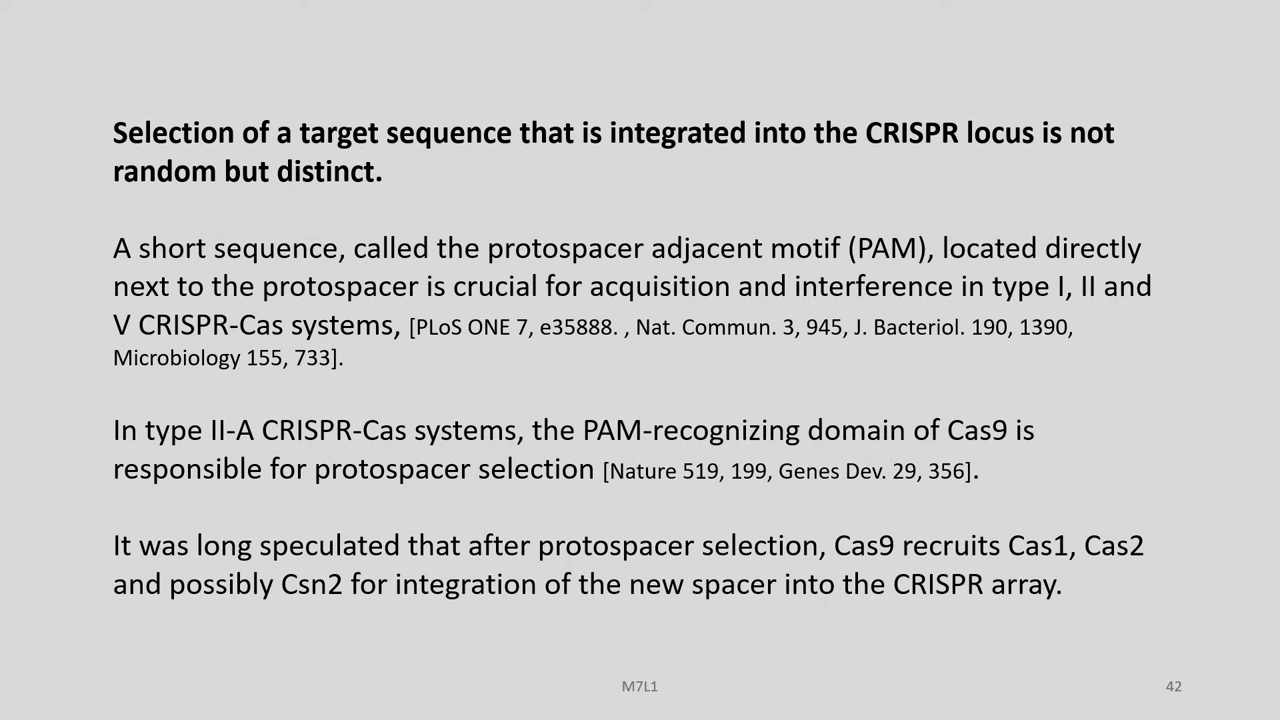 Selection of a target sequence that is integrated into the CRISPR locus is not
random but distinct.
A short sequence, called the protospacer adjacent motif (PAM), located directly
next to the protospacer is crucial for acquisition and interference in type I, II and
V CRISPR-Cas systems, [PLoS ONE 7, e35888. , Nat. Commun. 3, 945, J. Bacteriol. 190, 1390,
Microbiology 155, 733].
In type II-A CRISPR-Cas systems, the PAM-recognizing domain of Cas9 is
responsible for protospacer selection [Nature 519, 199, Genes Dev. 29, 356].
It was long speculated that after protospacer selection, Cas9 recruits Cas1, Cas2
and possibly Csn2 for integration of the new spacer into the CRISPR array.
M7L1
42